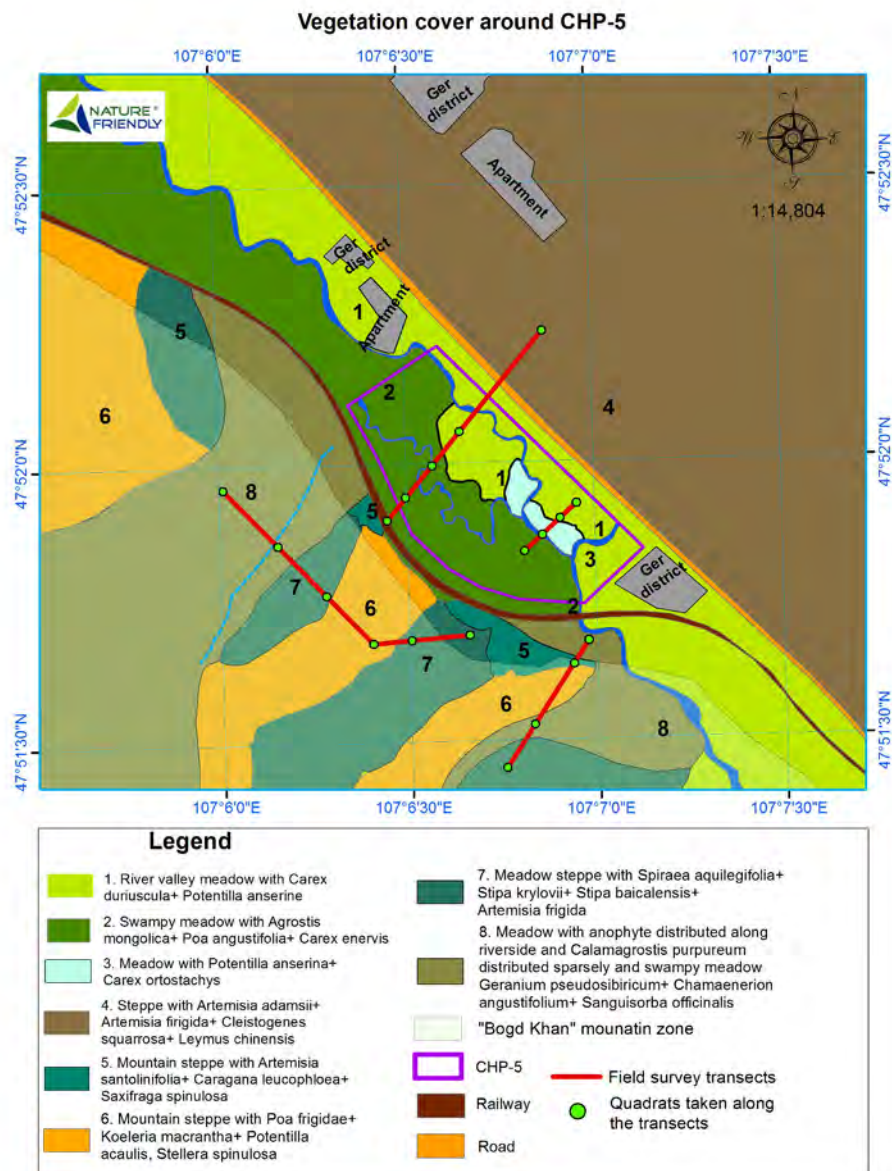 Vegetation cover around CHP-5
107°6'0"E 107°6'30"E 107°7'0"E 107°7'30"E
NATURE
FRIENDLY
Ger
district
Apartment
N
W E
S
1:14,804
47°52'30"N
47°52'30"N
Ger
district
Apartment
1
5
2
6
4
47°52'0"N
47°52'0"N
8
1
5
1
3
7
Ger
district
6
2
7
5
6
8
47°51'30"N
47°51'30"N
107°6'0"E 107°6'30"E 107°7'0"E 107°7'30"E
Legend
1. River valley meadow with Carex
duriuscula+ Potentilla anserine
2. Swampy meadow with Agrostis
mongolica+ Poa angustifolia+ Carex enervis
3. Meadow with Potentilla anserina+
Carex ortostachys
4. Steppe with Artemisia adamsii+
Artemisia firigida+ Cleistogenes
squarrosa+ Leymus chinensis
5. Mountain steppe with Artemisia
santolinifolia+ Caragana leucophloea+
Saxifraga spinulosa
6. Mountain steppe with Poa frigidae+
Koeleria macrantha+ Potentilla
acaulis, Stellera spinulosa
7. Meadow steppe with Spiraea aquilegifolia+
Stipa krylovii+ Stipa baicalensis+
Artemisia frigida
8. Meadow with anophyte distributed along
riverside and Calamagrostis purpureum
distributed sparsely and swampy meadow
Geranium pseudosibiricum+ Chamaenerion
angustifolium+ Sanguisorba officinalis
"Bogd Khan" mounatin zone
CHP-5
Railway
Road
Field survey transects
Quadrats taken along
the transects